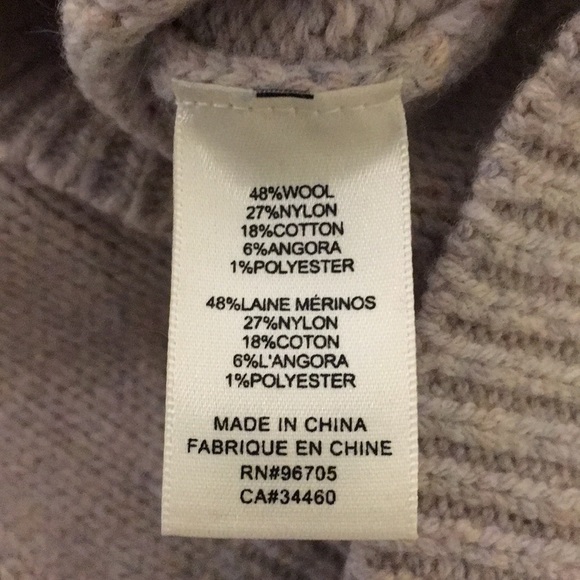 48%WOOL
27%NYLON
18%COTTON
6%ANGORA
1%POLYESTER
48%LAINE MÉRINOS
27%NYLON
18%COTON
6%L'ANGORA
1%POLYESTER
MADE IN CHINA
FABRIQUE EN CHINE
RN#96705
CA#34460